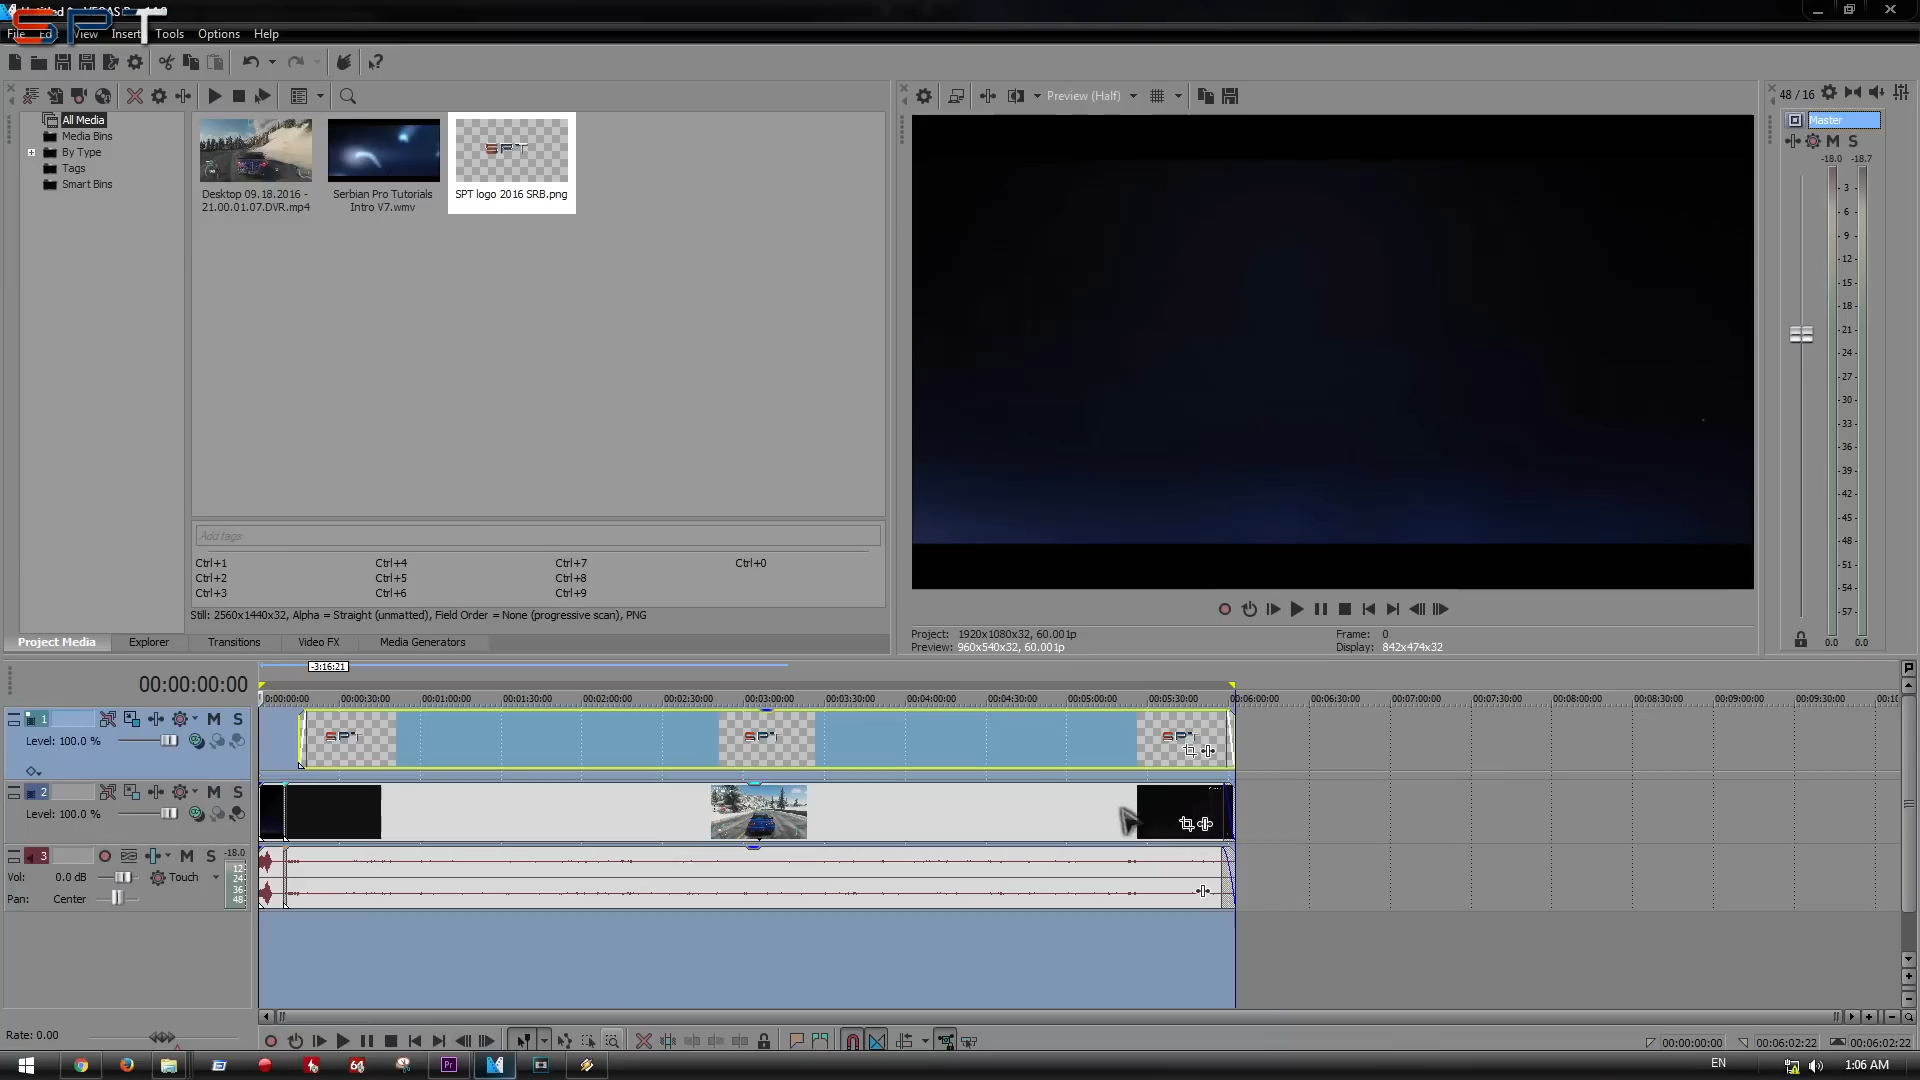 SPT
File Edit View Insert Tools Options Help
Preview (Half)
48 / 16
All Media
Media Bins
By Type
Tags
Smart Bins
Desktop 09.18.2016 -
21.00.01.07.DVR.mp4
Serbian Pro Tutorials
Intro V7.wmv
SPT
SPT logo 2016 SRB.png
Master
M S
-18.0 -18.7
3
6
9
12
15
18
21
24
27
30
33
36
39
42
45
48
51
54
57
0.0 0.0
Add tags
Ctrl+1 Ctrl+4 Ctrl+7 Ctrl+0
Ctrl+2 Ctrl+5 Ctrl+8
Ctrl+3 Ctrl+6 Ctrl+9
Still: 2560x1440x32, Alpha = Straight (unmatted), Field Order = None (progressive scan), PNG
Project Media Explorer Transitions Video FX Media Generators
Project: 1920x1080x32, 60.001p
Preview: 960x540x32, 60.001p
Frame: 0
Display: 842x474x32
-3:16:21
00:00:00:00
00:00:00:00 00:00:30:00 00:01:00:00 00:01:30:00 00:02:00:00 00:02:30:00 00:03:00:00 00:03:30:00 00:04:00:00 00:04:30:00 00:05:00:00 00:05:30:00 00:06:00:00 00:06:30:00 00:07:00:00 00:07:30:00 00:08:00:00 00:08:30:00 00:09:00:00 00:09:30:00 00:10
1 M S
Level: 100.0 %
SPT SPT SPT
2 M S
Level: 100.0 %
3 M S -18.0
Vol: 0.0 dB Touch
Pan: Center
12
24
36
48
Rate: 0.00
00:00:00:00 00:06:02:22 00:06:02:22
64 Pr
EN
1:06 AM